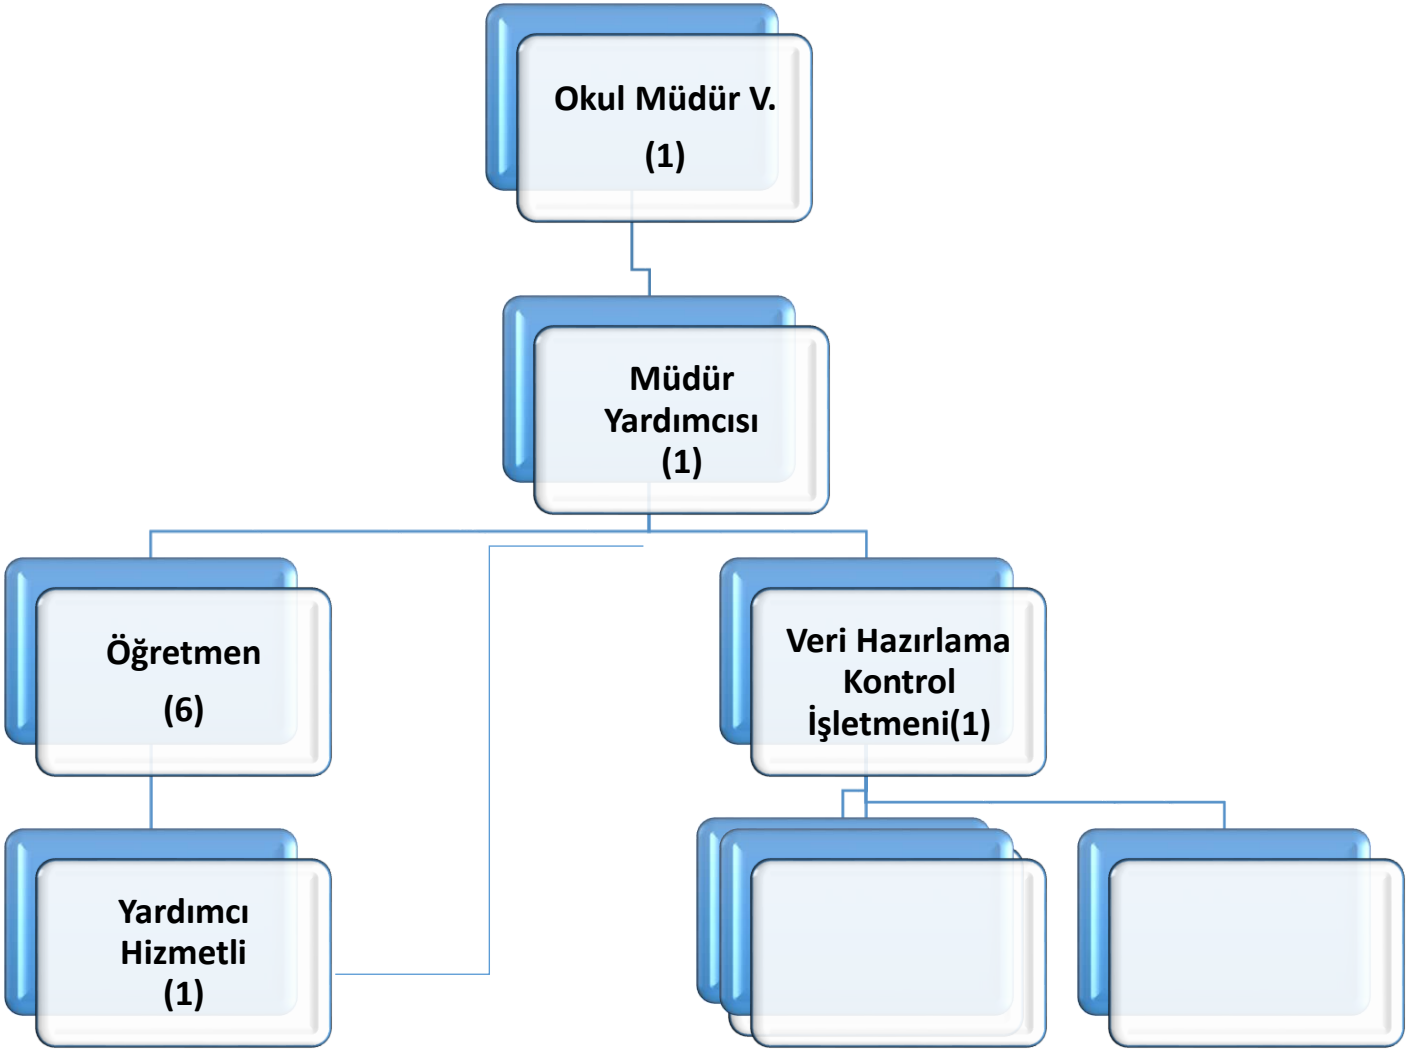 Okul Müdür V.
(1)
Müdür
Yardımcısı
(1)
Öğretmen
(6)
Veri Hazırlama
Kontrol
İşletmeni(1)
Yardımcı
Hizmetli
(1)